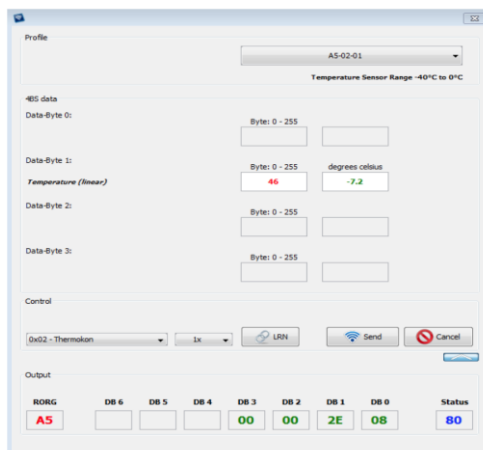 Profile
A5-02-01
Temperature Sensor Range -40°C to 0°C
4BS data
Data-Byte 0:
Byte: 0 - 255
Data-Byte 1:
Byte: 0 - 255 degrees celsius
Temperature (linear) 46 -7.2
Data-Byte 2:
Byte: 0 - 255
Data-Byte 3:
Byte: 0 - 255
Control
0x02 - Thermokon 1x LRN Send Cancel
Output
RORG DB 6 DB 5 DB 4 DB 3 DB 2 DB 1 DB 0 Status
A5 00 00 2E 08 80